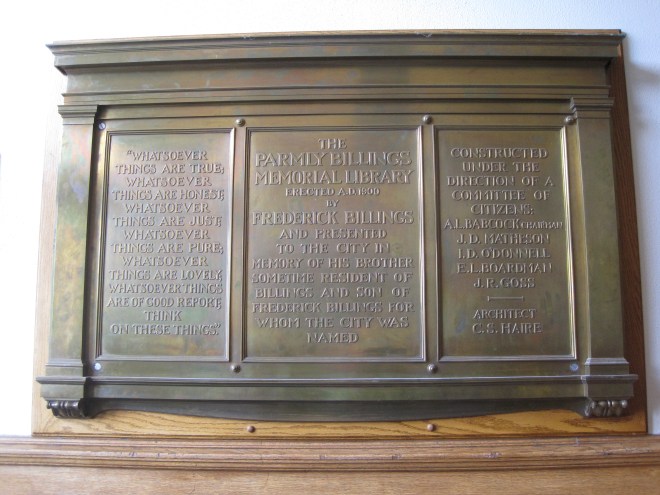 "WHATSOEVER
THINGS ARE TRUE;
WHATSOEVER
THINGS ARE HONEST;
WHATSOEVER
THINGS ARE JUST;
WHATSOEVER
THINGS ARE PURE;
WHATSOEVER
THINGS ARE LOVELY;
WHATSOEVER THINGS
ARE OF GOOD REPORT;
THINK
ON THESE THINGS."
THE
PARMLY BILLINGS
MEMORIAL LIBRARY
ERECTED A.D. 1900
BY
FREDERICK BILLINGS
AND PRESENTED
TO THE CITY IN
MEMORY OF HIS BROTHER
SOMETIME RESIDENT OF
BILLINGS AND SON OF
FREDERICK BILLINGS FOR
WHOM THE CITY WAS
NAMED
CONSTRUCTED
UNDER THE
DIRECTION OF A
COMMITTEE OF
CITIZENS:
A.L. BABCOCK CHAIRMAN
J.D. MATHESON
I.D. O'DONNELL
E.L. BOARDMAN
J.R. GOSS
ARCHITECT
C.S. HAIRE